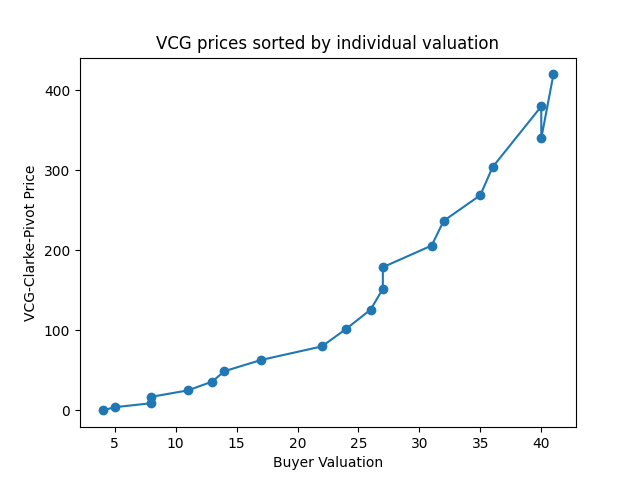 VCG prices sorted by individual valuation
400
300
200
100
0
VCG-Clarke-Pivot Price
5 10 15 20 25 30 35 40
Buyer Valuation